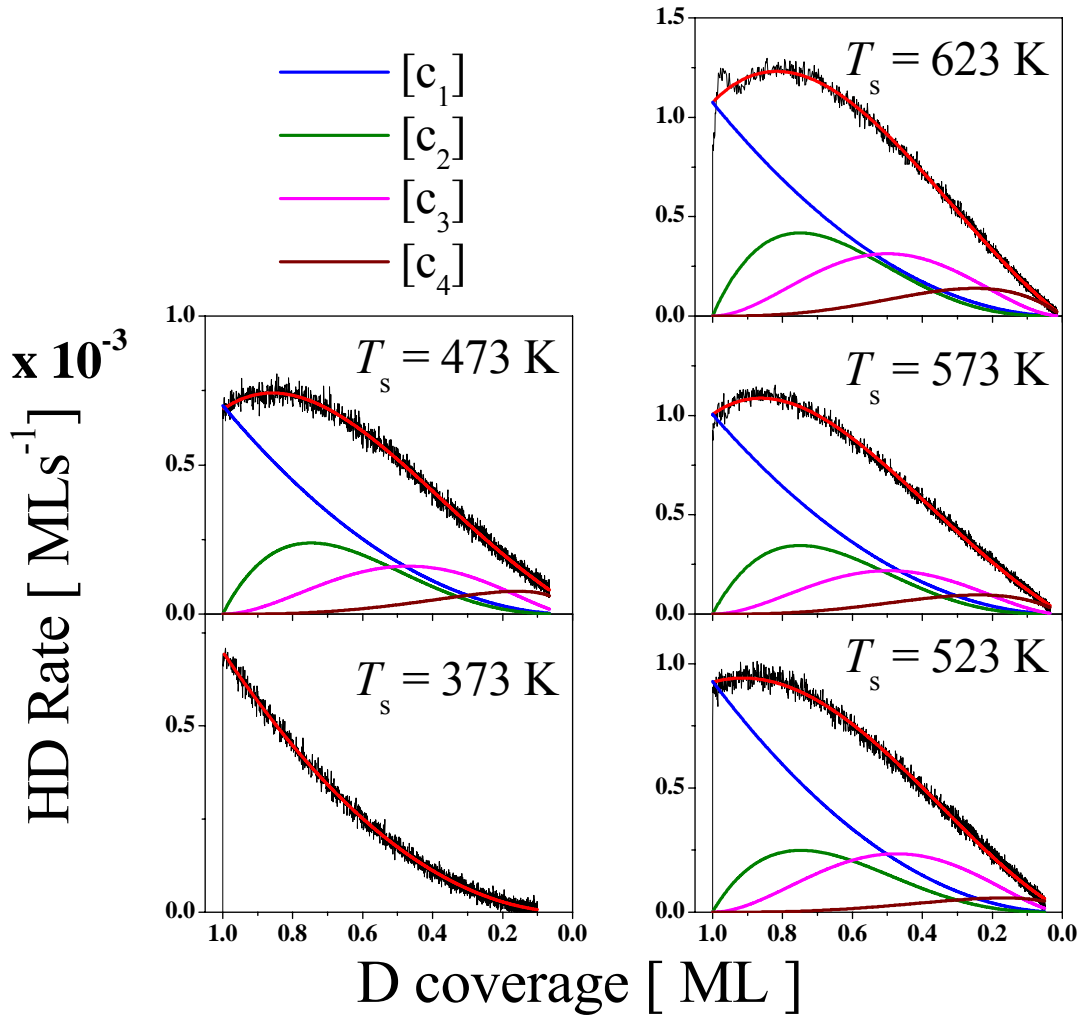 [c₁]
[c₂]
[c₃]
[c₄]
1.5
1.0
0.5
0.0
Tₛ = 623 K
1.0
0.5
0.0
Tₛ = 473 K
1.0
0.5
0.0
Tₛ = 573 K
0.5
0.0
Tₛ = 373 K
1.0
0.5
0.0
Tₛ = 523 K
1.0 0.8 0.6 0.4 0.2 0.0
1.0 0.8 0.6 0.4 0.2 0.0
D coverage [ ML ]
HD Rate [ MLs⁻¹]
x 10⁻³